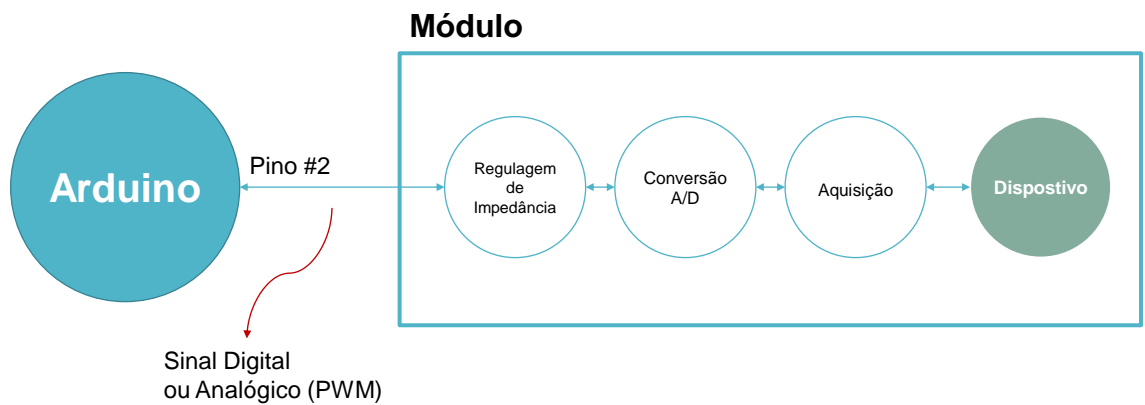 Módulo
Arduino
Pino #2
Regulagem
de
Impedância
Conversão
A/D
Aquisição
Dispostivo
Sinal Digital
ou Analógico (PWM)